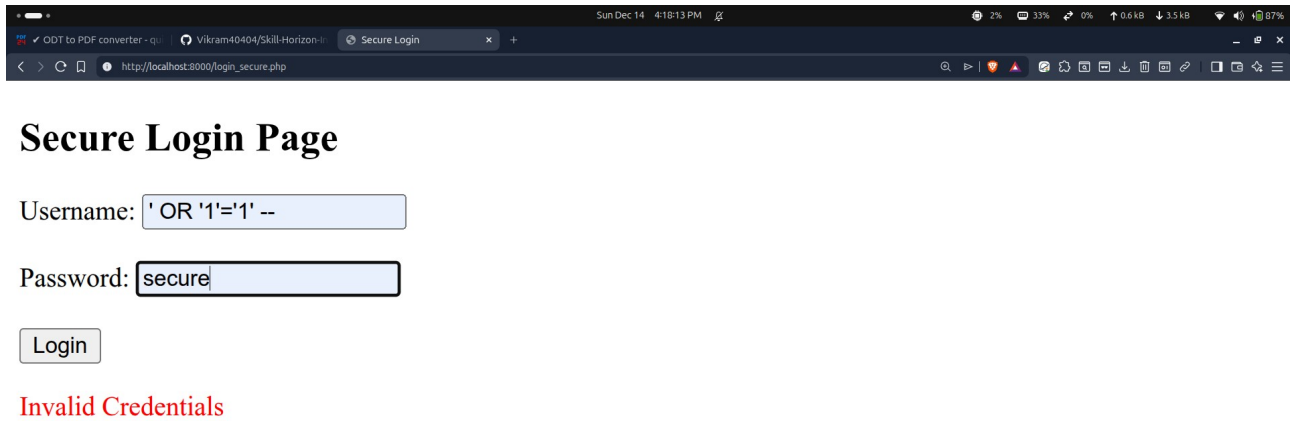 Sun Dec 14 4:18:13 PM 2% 33% 0% ↑ 0.6 kB ↓ 3.5 kB 87%
✔ ODT to PDF converter - Vikram40404/Skill-Horizon-In Secure Login × +
http://localhost:8000/login_secure.php
Secure Login Page
Username: ' OR '1'='1' --
Password: secure
Login
Invalid Credentials